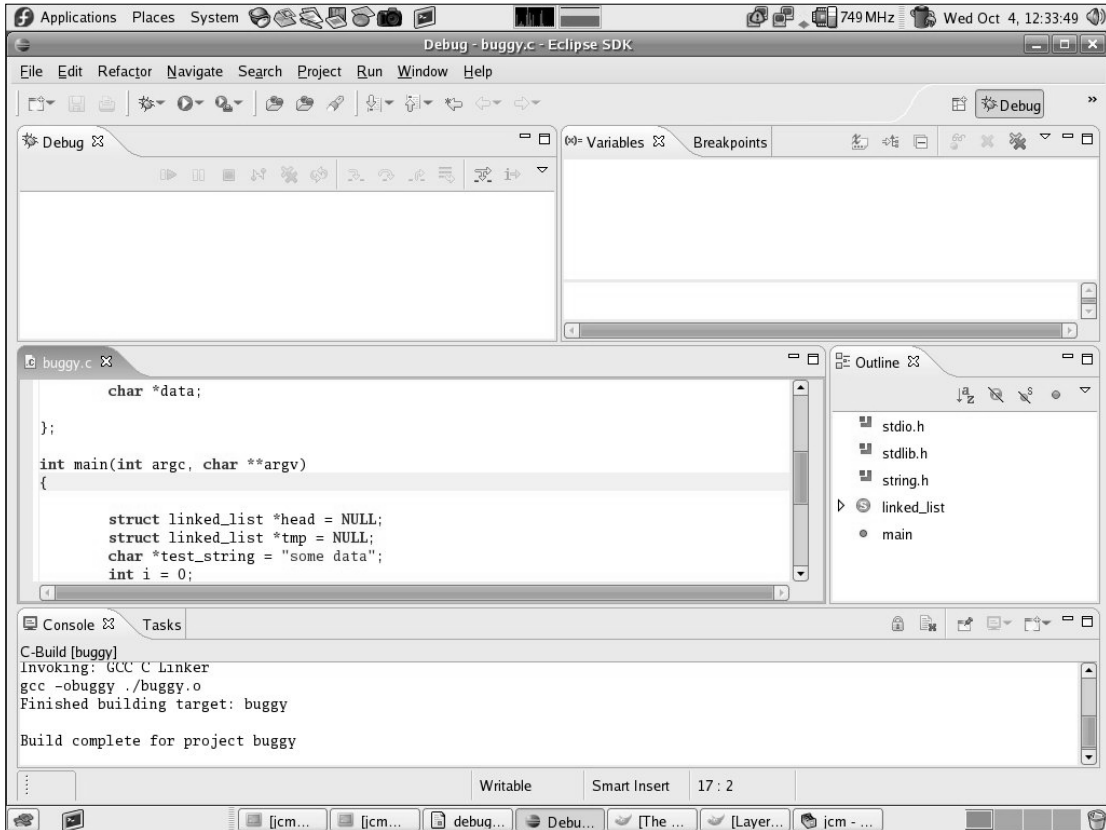 Applications Places System 749 MHz Wed Oct 4, 12:33:49
Debug - buggy.c - Eclipse SDK
File Edit Refactor Navigate Search Project Run Window Help
Debug »
Debug
(x)= Variables Breakpoints
buggy.c
char *data;
};
int main(int argc, char **argv)
{
struct linked_list *head = NULL;
struct linked_list *tmp = NULL;
char *test_string = "some data";
int i = 0;
Outline
stdio.h
stdlib.h
string.h
linked_list
main
Console Tasks
C-Build [buggy]
Invoking: GCC C Linker
gcc -obuggy ./buggy.o
Finished building target: buggy
Build complete for project buggy
Writable Smart Insert 17 : 2
[jcm... [jcm... debug... Debu... [The ... [Layer... jcm - ...